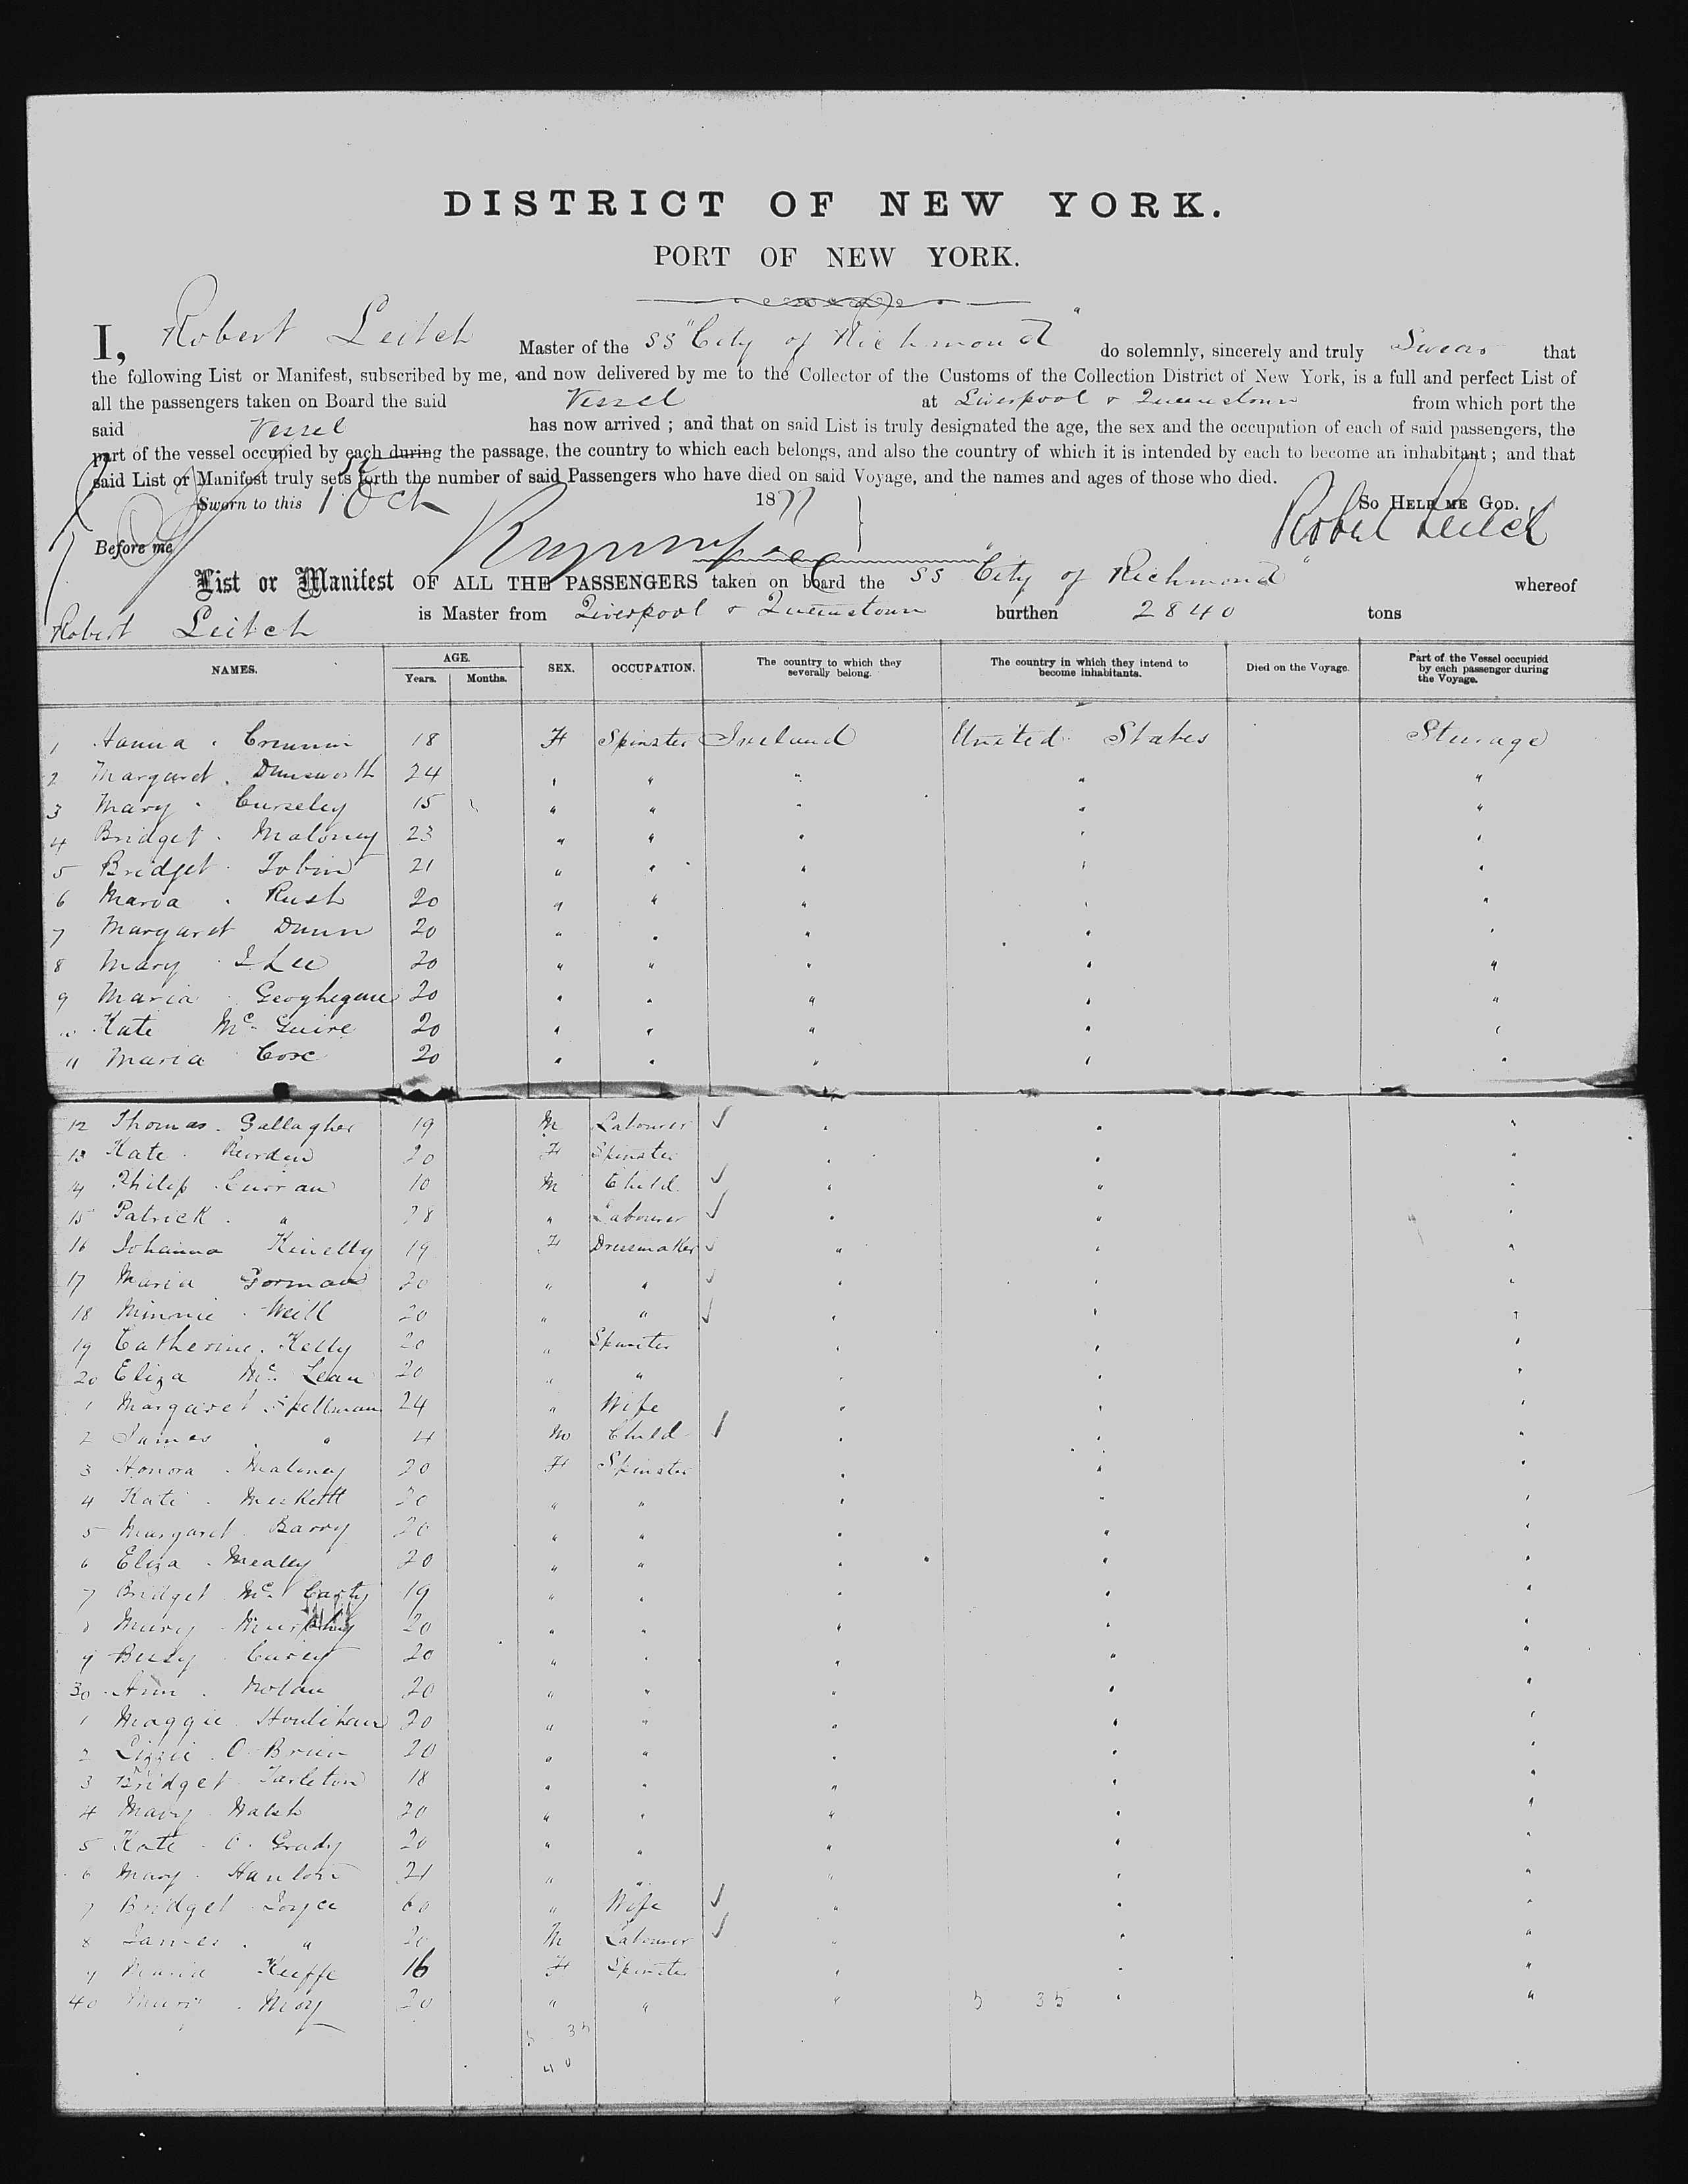 DISTRICT OF NEW YORK.
PORT OF NEW YORK.
I, Robert Leitch Master of the SS "City of Richmond" do solemnly, sincerely and truly Swear that
the following List or Manifest, subscribed by me, and now delivered by me to the Collector of the Customs of the Collection District of New York, is a full and perfect List of
all the passengers taken on Board the said Vessel at Liverpool & Queenstown from which port the
said Vessel has now arrived ; and that on said List is truly designated the age, the sex and the occupation of each of said passengers, the
part of the vessel occupied by each during the passage, the country to which each belongs, and also the country of which it is intended by each to become an inhabitant ; and that
said List or Manifest truly sets forth the number of said Passengers who have died on said Voyage, and the names and ages of those who died.
Sworn to this 1st Oct 1877 So Help me God.
Before me Robert Leitch
List or Manifest OF ALL THE PASSENGERS taken on board the SS "City of Richmond" whereof
Robert Leitch is Master from Liverpool & Queenstown burthen 2840 tons
NAMES. AGE. Years. Months. SEX. OCCUPATION. The country to which they severally belong. The country in which they intend to become inhabitants. Died on the Voyage. Part of the Vessel occupied by each passenger during the Voyage.
1 Hanna Cremin 18 F Spinster Ireland United States Steerage
2 Margaret Dunsworth 24 " " " " "
3 Mary 15 " " " " "
4 Bridget Maloney 23 " " " " "
5 Bridget Tobin 21 " " " " "
6 Maria Rush 20 " " " " "
7 Margaret Dunn 20 " " " " "
8 Mary Lee 20 " " " " "
9 Maria Geoghegan 20 " " " " "
10 Kate McGuire 20 " " " " "
11 Maria Coxe 20 " " " " "
12 Thomas Gallagher 19 M Labourer " " "
13 Kate Reardon 20 F Spinster " " "
14 Philip Curran 10 M Child " " "
15 Patrick " 28 " Labourer " " "
16 Johanna Kinelly 19 F Dressmaker " " "
17 Maria Gorman 20 " " " " "
18 Minnie Weill 20 " " " " "
19 Catherine Kelly 20 " Spinster " " "
20 Eliza McLean 20 " " " " "
1 Margaret Spellman 24 " Wife " " "
2 James " 4 M Child " " "
3 Honora Maloney 20 F Spinster " " "
4 Kate 20 " " " " "
5 Margaret Barry 20 " " " " "
6 Eliza Mealey 20 " " " " "
7 Bridget McCarty 19 " " " " "
8 Mary Murphy 20 " " " " "
9 Bessy 20 " " " " "
30 Ann Nolan 20 " " " " "
1 Maggie Houlihan 20 " " " " "
2 Lizzie O Brien 20 " " " " "
3 Bridget Tarleton 18 " " " " "
4 Mary Walsh 20 " " " " "
5 Kate O Grady 20 " " " " "
6 Mary Hanlon 21 " " " " "
7 Bridget Joyce 60 " Wife " " "
8 James " 20 M Labourer " " "
9 Maria Keeffe 16 F Spinster " " "
40 Mary May 20 " " " 5 35 " "
5 35
40